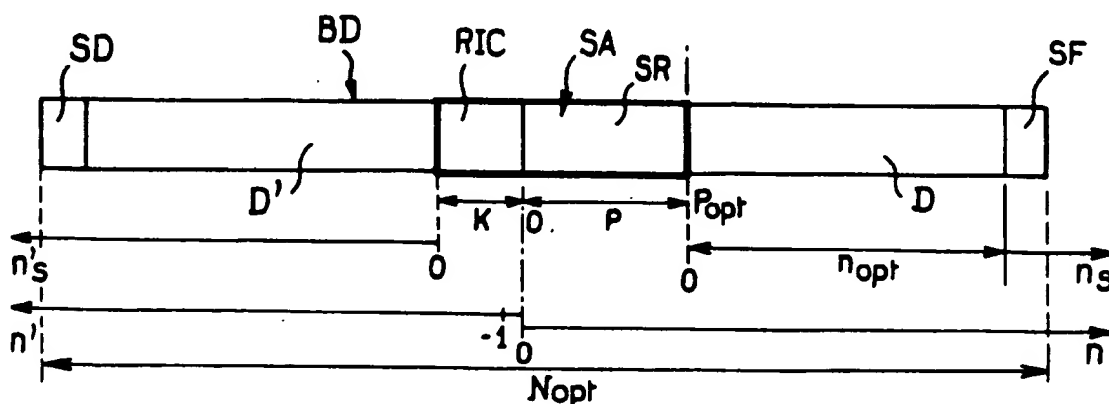 SD BD RIC SA SR SF
D' D
K 0 P Popt
n's 0 0 nopt ns
n' -1 0 n
Nopt